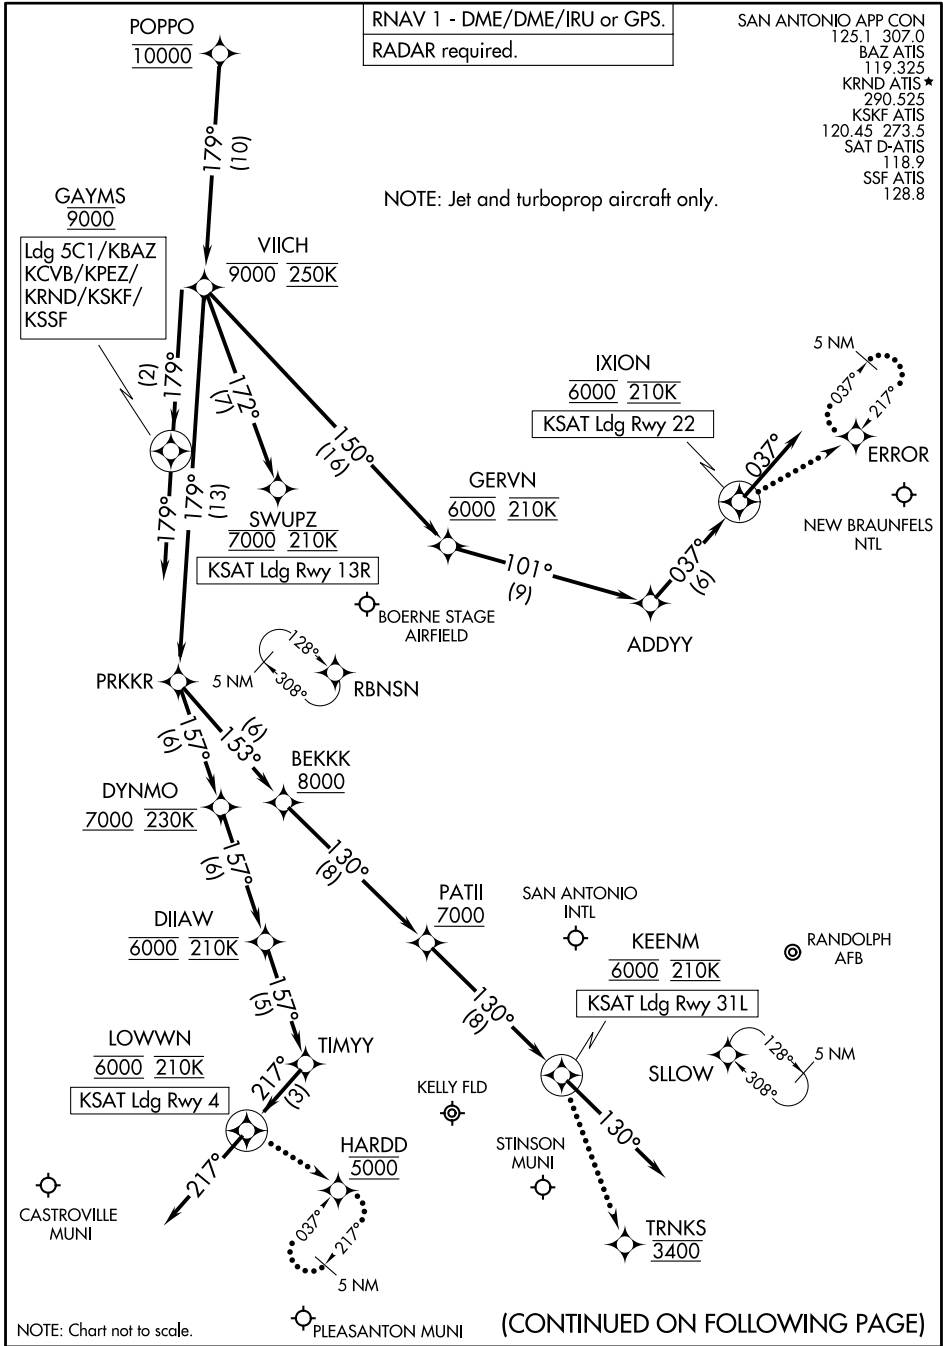 RNAV 1 - DME/DME/IRU or GPS.
RADAR required.
SAN ANTONIO APP CON
125.1 307.0
BAZ ATIS
119.325
KRND ATIS ★
290.525
KSKF ATIS
120.45 273.5
SAT D-ATIS
118.9
SSF ATIS
128.8
POPPO
10000
179°
(10)
NOTE: Jet and turboprop aircraft only.
GAYMS
9000
Ldg 5C1/KBAZ
KCVB/KPEZ/
KRND/KSKF/
KSSF
VIICH
9000 250K
(2)
179°
179°
179°
(13)
172°
(7)
150°
(16)
SWUPZ
7000 210K
KSAT Ldg Rwy 13R
GERVN
6000 210K
101°
(9)
IXION
6000 210K
KSAT Ldg Rwy 22
037°
037°
(6)
ADDYY
5 NM
037°
217°
ERROR
NEW BRAUNFELS
NTL
BOERNE STAGE
AIRFIELD
PRKKR
5 NM
128°
308°
RBNSN
157°
(6)
153°
(6)
BEKKK
8000
DYNMO
7000 230K
157°
(6)
130°
(8)
DIIAW
6000 210K
PATII
7000
SAN ANTONIO
INTL
RANDOLPH
AFB
KEENM
6000 210K
KSAT Ldg Rwy 31L
157°
(5)
130°
(8)
LOWWN
6000 210K
KSAT Ldg Rwy 4
TIMYY
217°
(3)
217°
KELLY FLD
SLLOW
128°
308°
5 NM
130°
STINSON
MUNI
HARDD
5000
037°
217°
5 NM
CASTROVILLE
MUNI
TRNKS
3400
PLEASANTON MUNI
NOTE: Chart not to scale.
(CONTINUED ON FOLLOWING PAGE)